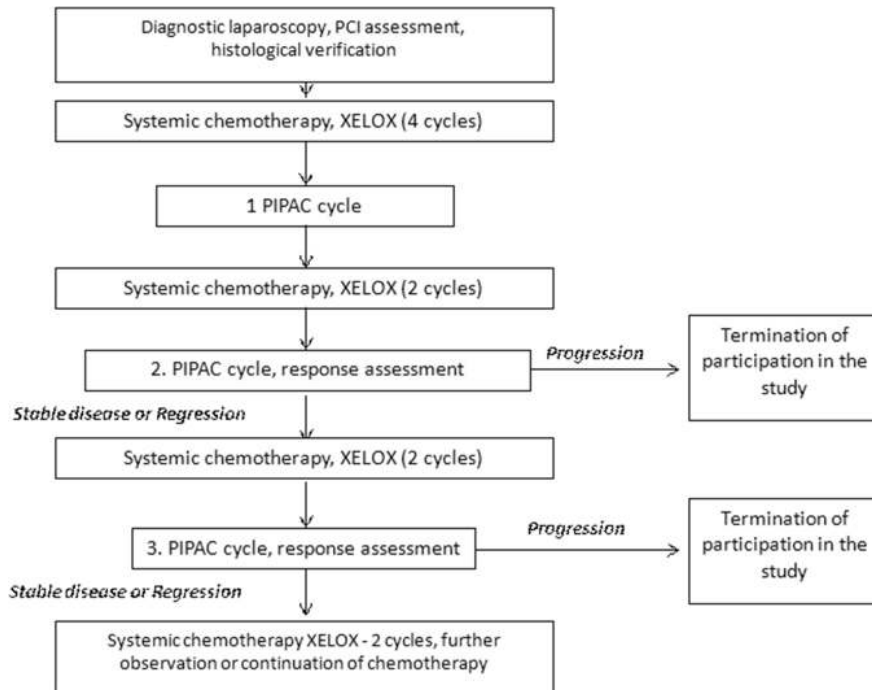 Diagnostic laparoscopy, PCI assessment,
histological verification
Systemic chemotherapy, XELOX (4 cycles)
1 PIPAC cycle
Systemic chemotherapy, XELOX (2 cycles)
2. PIPAC cycle, response assessment
Progression
Termination of
participation in the
study
Stable disease or Regression
Systemic chemotherapy, XELOX (2 cycles)
3. PIPAC cycle, response assessment
Progression
Termination of
participation in the
study
Stable disease or Regression
Systemic chemotherapy XELOX - 2 cycles, further
observation or continuation of chemotherapy